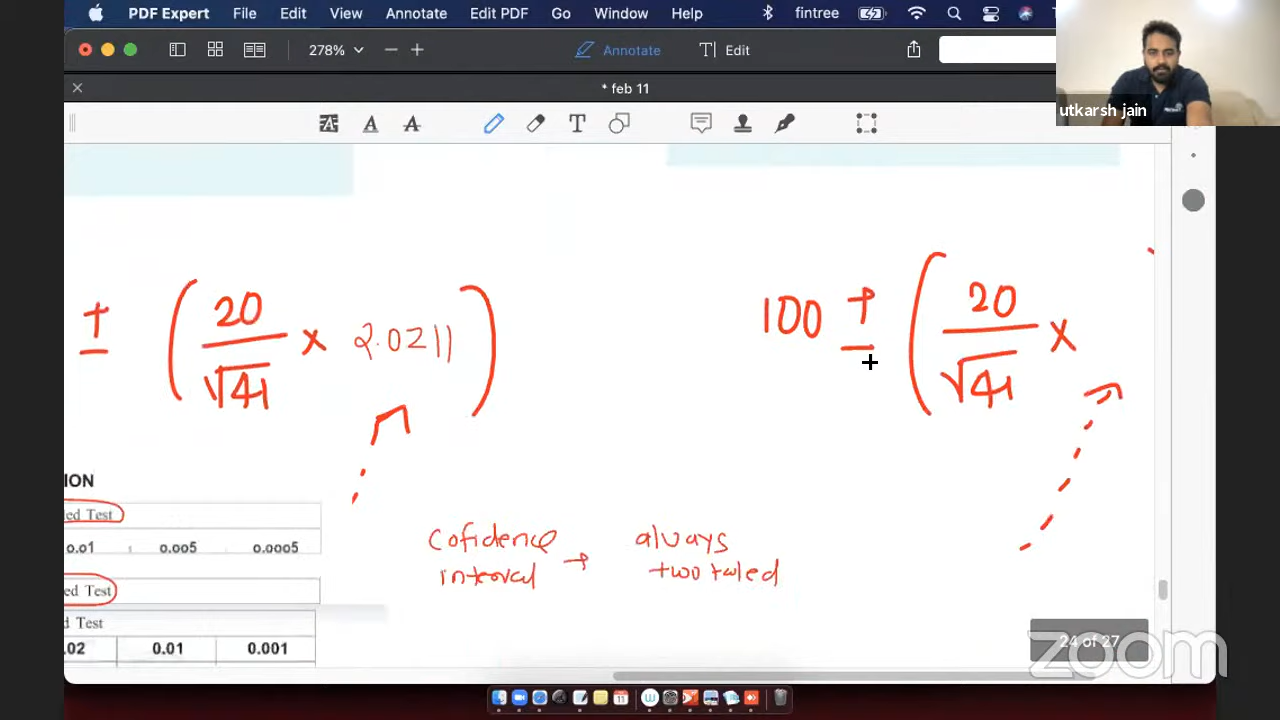 PDF Expert File Edit View Annotate Edit PDF Go Window Help fintree
278% Annotate T Edit
* feb 11
utkarsh jain
± (20/√41 × 2.0211)
100 ± (20/√41 ×
ION
led Test
0.01 0.005 0.0005
ed Test
d Test
.02 0.01 0.001
Cofidence always
interval → two tailed
24 of 27
zoom